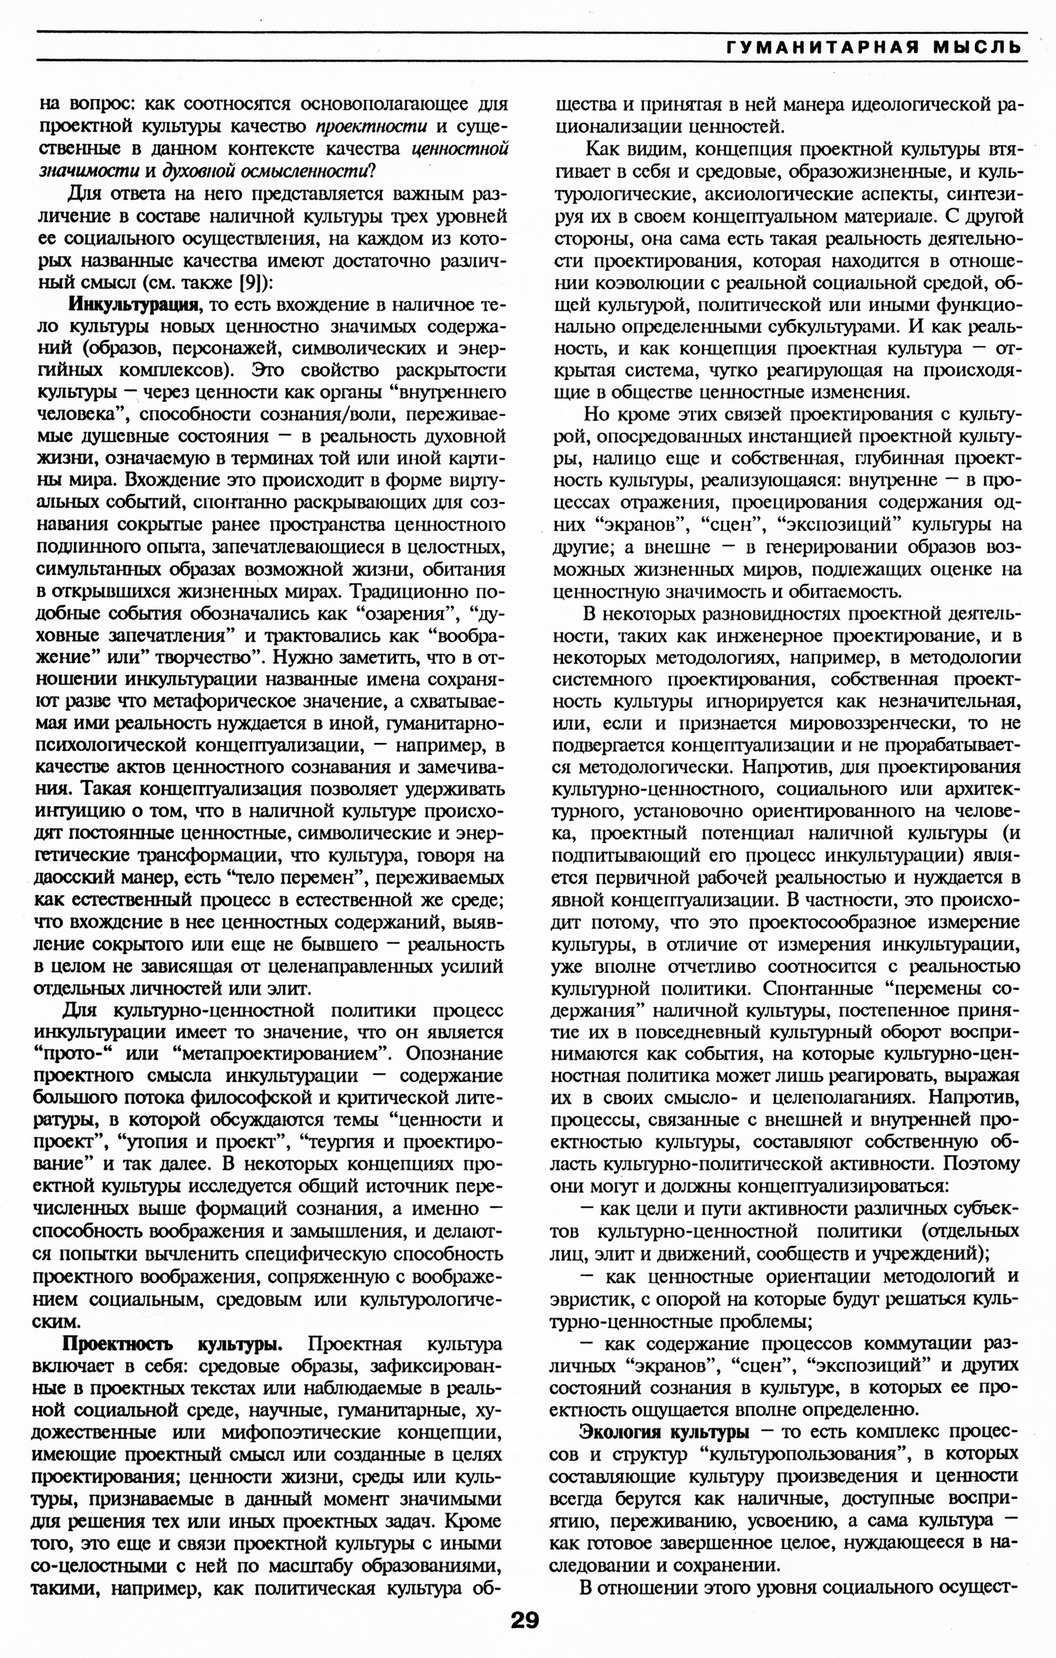 ГУМАНИТАРНАЯ МЫСЛЬ
на вопрос: как соотносятся основополагающее для
проектной культуры качество проектности и суще-
ственные в данном контексте качества ценностной
значимости и духовной осмысленности?
Для ответа на него представляется важным раз-
личение в составе наличной культуры трех уровней
ее социального осуществления, на каждом из кото-
рых названные качества имеют достаточно различ-
ный смысл (см. также [9]):
Инкультурация, то есть вхождение в наличное те-
ло культуры новых ценностно значимых содержа-
ний (образов, персонажей, символических и энер-
гийных комплексов). Это свойство раскрытости
культуры — через ценности как органы “внутреннего
человека”, способности сознания/воли, переживае-
мые душевные состояния — в реальность духовной
жизни, означаемую в терминах той или иной карти-
ны мира. Вхождение это происходит в форме вирту-
альных событий, спонтанно раскрывающих для соз-
навания сокрытые ранее пространства ценностного
подлинного опыта, запечатлевающиеся в целостных,
симультанных образах возможной жизни, обитания
в открывшихся жизненных мирах. Традиционно по-
добные события обозначались как “озарения”, “ду-
ховные запечатления” и трактовались как “вообра-
жение” или” творчество”. Нужно заметить, что в от-
ношении инкультурации названные имена сохраня-
ют разве что метафорическое значение, а схватывае-
мая ими реальность нуждается в иной, гуманитарно-
психологической концептуализации, — например, в
качестве актов ценностного сознавания и замечива-
ния. Такая концептуализация позволяет удерживать
интуицию о том, что в наличной культуре происхо-
дят постоянные ценностные, символические и энер-
гетические трансформации, что культура, говоря на
даосский манер, есть “тело перемен”, переживаемых
как естественный процесс в естественной же среде;
что вхождение в нее ценностных содержаний, выяв-
ление сокрытого или еще не бывшего — реальность
в целом не зависящая от целенаправленных усилий
отдельных личностей или элит.
Для культурно-ценностной политики процесс
инкультурации имеет то значение, что он является
“прото-“ или “метапроектированием”. Опознание
проектного смысла инкультурации — содержание
большого потока философской и критической лите-
ратуры, в которой обсуждаются темы “ценности и
проект”, “утопия и проект”, “теургия и проектиро-
вание” и так далее. В некоторых концепциях про-
ектной культуры исследуется общий источник пере-
численных выше формаций сознания, а именно —
способность воображения и замышления, и делают-
ся попытки вычленить специфическую способность
проектного воображения, сопряженную с воображе-
нием социальным, средовым или культурологиче-
ским.
Проектность культуры. Проектная культура
включает в себя: средовые образы, зафиксирован-
ные в проектных текстах или наблюдаемые в реаль-
ной социальной среде, научные, гуманитарные, ху-
дожественные или мифопоэтические концепции,
имеющие проектный смысл или созданные в целях
проектирования; ценности жизни, среды или куль-
туры, признаваемые в данный момент значимыми
для решения тех или иных проектных задач. Кроме
того, это еще и связи проектной культуры с иными
со-целостными с ней по масштабу образованиями,
такими, например, как политическая культура об-
щества и принятая в ней манера идеологической ра-
ционализации ценностей.
Как видим, концепция проектной культуры втя-
гивает в себя и средовые, образожизненные, и куль-
турологические, аксиологические аспекты, синтези-
руя их в своем концептуальном материале. С другой
стороны, она сама есть такая реальность деятельно-
сти проектирования, которая находится в отноше-
нии коэволюции с реальной социальной средой, об-
щей культурой, политической или иными функцио-
нально определенными субкультурами. И как реаль-
ность, и как концепция проектная культура — от-
крытая система, чутко реагирующая на происходя-
щие в обществе ценностные изменения.
Но кроме этих связей проектирования с культу-
рой, опосредованных инстанцией проектной культу-
ры, налицо еще и собственная, глубинная проект-
ность культуры, реализующаяся: внутренне — в про-
цессах отражения, проецирования содержания од-
них “экранов”, “сцен”, “экспозиций” культуры на
другие; а внешне — в генерировании образов воз-
можных жизненных миров, подлежащих оценке на
ценностную значимость и обитаемость.
В некоторых разновидностях проектной деятель-
ности, таких как инженерное проектирование, и в
некоторых методологиях, например, в методологии
системного проектирования, собственная проект-
ность культуры игнорируется как незначительная,
или, если и признается мировоззренчески, то не
подвергается концептуализации и не прорабатывает-
ся методологически. Напротив, для проектирования
культурно-ценностного, социального или архитек-
турного, установочно ориентированного на челове-
ка, проектный потенциал наличной культуры (и
подпитывающий его процесс инкультурации) явля-
ется первичной рабочей реальностью и нуждается в
явной концептуализации. В частности, это происхо-
дит потому, что это проектосообразное измерение
культуры, в отличие от измерения инкультурации,
уже вполне отчетливо соотносится с реальностью
культурной политики. Спонтанные “перемены со-
держания” наличной культуры, постепенное приня-
тие их в повседневный культурный оборот воспри-
нимаются как события, на которые культурно-цен-
ностная политика может лишь реагировать, выражая
их в своих смысло- и целеполаганиях. Напротив,
процессы, связанные с внешней и внутренней про-
ектностью культуры, составляют собственную об-
ласть культурно-политической активности. Поэтому
они могут и должны концептуализироваться:
— как цели и пути активности различных субъек-
тов культурно-ценностной политики (отдельных
лиц, элит и движений, сообществ и учреждений);
— как ценностные ориентации методологий и
эвристик, с опорой на которые будут решаться куль-
турно-ценностные проблемы;
— как содержание процессов коммутации раз-
личных “экранов”, “сцен”, “экспозиций” и других
состояний сознания в культуре, в которых ее про-
ектность ощущается вполне определенно.
Экология культуры — то есть комплекс процес-
сов и структур “культуропользования”, в которых
составляющие культуру произведения и ценности
всегда берутся как наличные, доступные воспри-
ятию, переживанию, усвоению, а сама культура —
как готовое завершенное целое, нуждающееся в на-
следовании и сохранении.
В отношении этого уровня социального осущест-
29